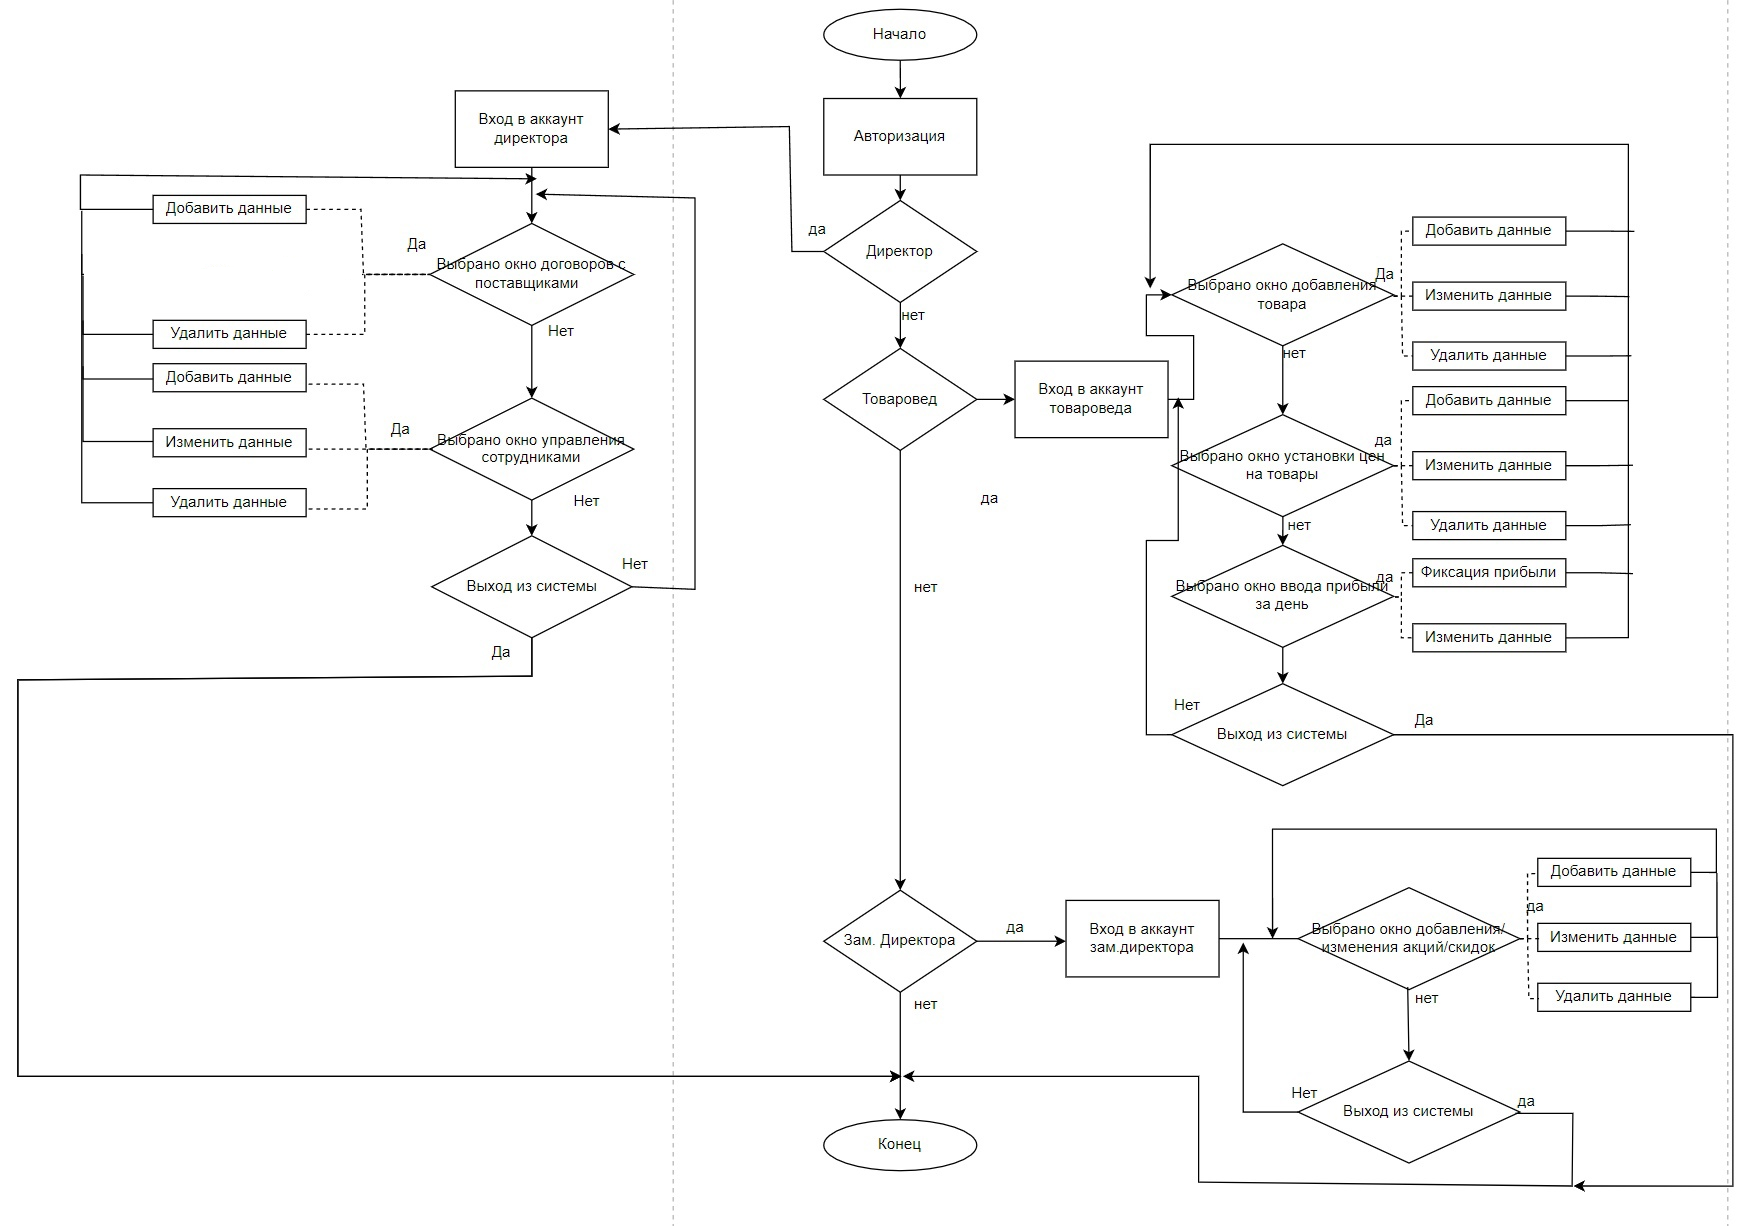 Начало
Авторизация
Директор
да
нет
Вход в аккаунт
директора
Добавить данные
Да
Выбрано окно договоров с
поставщиками
Удалить данные
Нет
Добавить данные
Да
Выбрано окно управления
сотрудниками
Изменить данные
Удалить данные
Нет
Нет
Выход из системы
Да
Товаровед
да
нет
Вход в аккаунт
товароведа
Выбрано окно добавления
товара
Да
Добавить данные
Изменить данные
Удалить данные
нет
Добавить данные
да
Выбрано окно установки цен
на товары
Изменить данные
Удалить данные
нет
Выбрано окно ввода прибыли
за день
да
Фиксация прибыли
Изменить данные
Нет
Выход из системы
Да
Зам. Директора
да
нет
Вход в аккаунт
зам.директора
Выбрано окно добавления/
изменения акций/скидок
да
Добавить данные
Изменить данные
Удалить данные
нет
Нет
Выход из системы
да
Конец